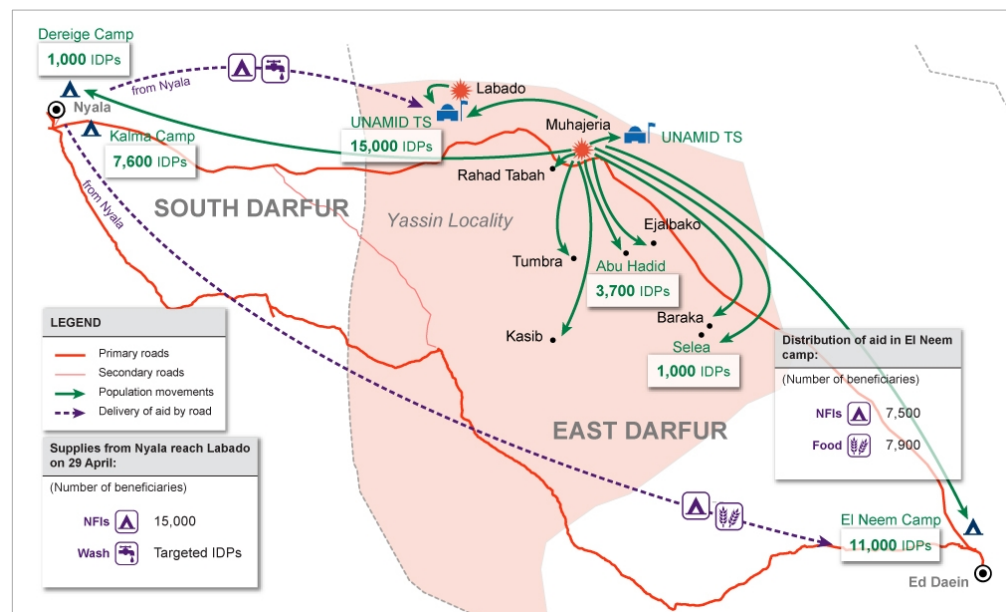 Dereige Camp
1,000 IDPs
from Nyala
Nyala
Kalma Camp
7,600 IDPs
from Nyala
Labado
UNAMID TS
15,000 IDPs
Muhajeria
UNAMID TS
Rahad Tabah
SOUTH DARFUR
Yassin Locality
Ejalbako
Tumbra
Abu Hadid
3,700 IDPs
Kasib
Baraka
Selea
1,000 IDPs
EAST DARFUR
LEGEND
Primary roads
Secondary roads
Population movements
Delivery of aid by road
Supplies from Nyala reach Labado
on 29 April:
(Number of beneficiaries)
NFIs 15,000
Wash Targeted IDPs
Distribution of aid in El Neem
camp:
(Number of beneficiaries)
NFIs 7,500
Food 7,900
El Neem Camp
11,000 IDPs
Ed Daein